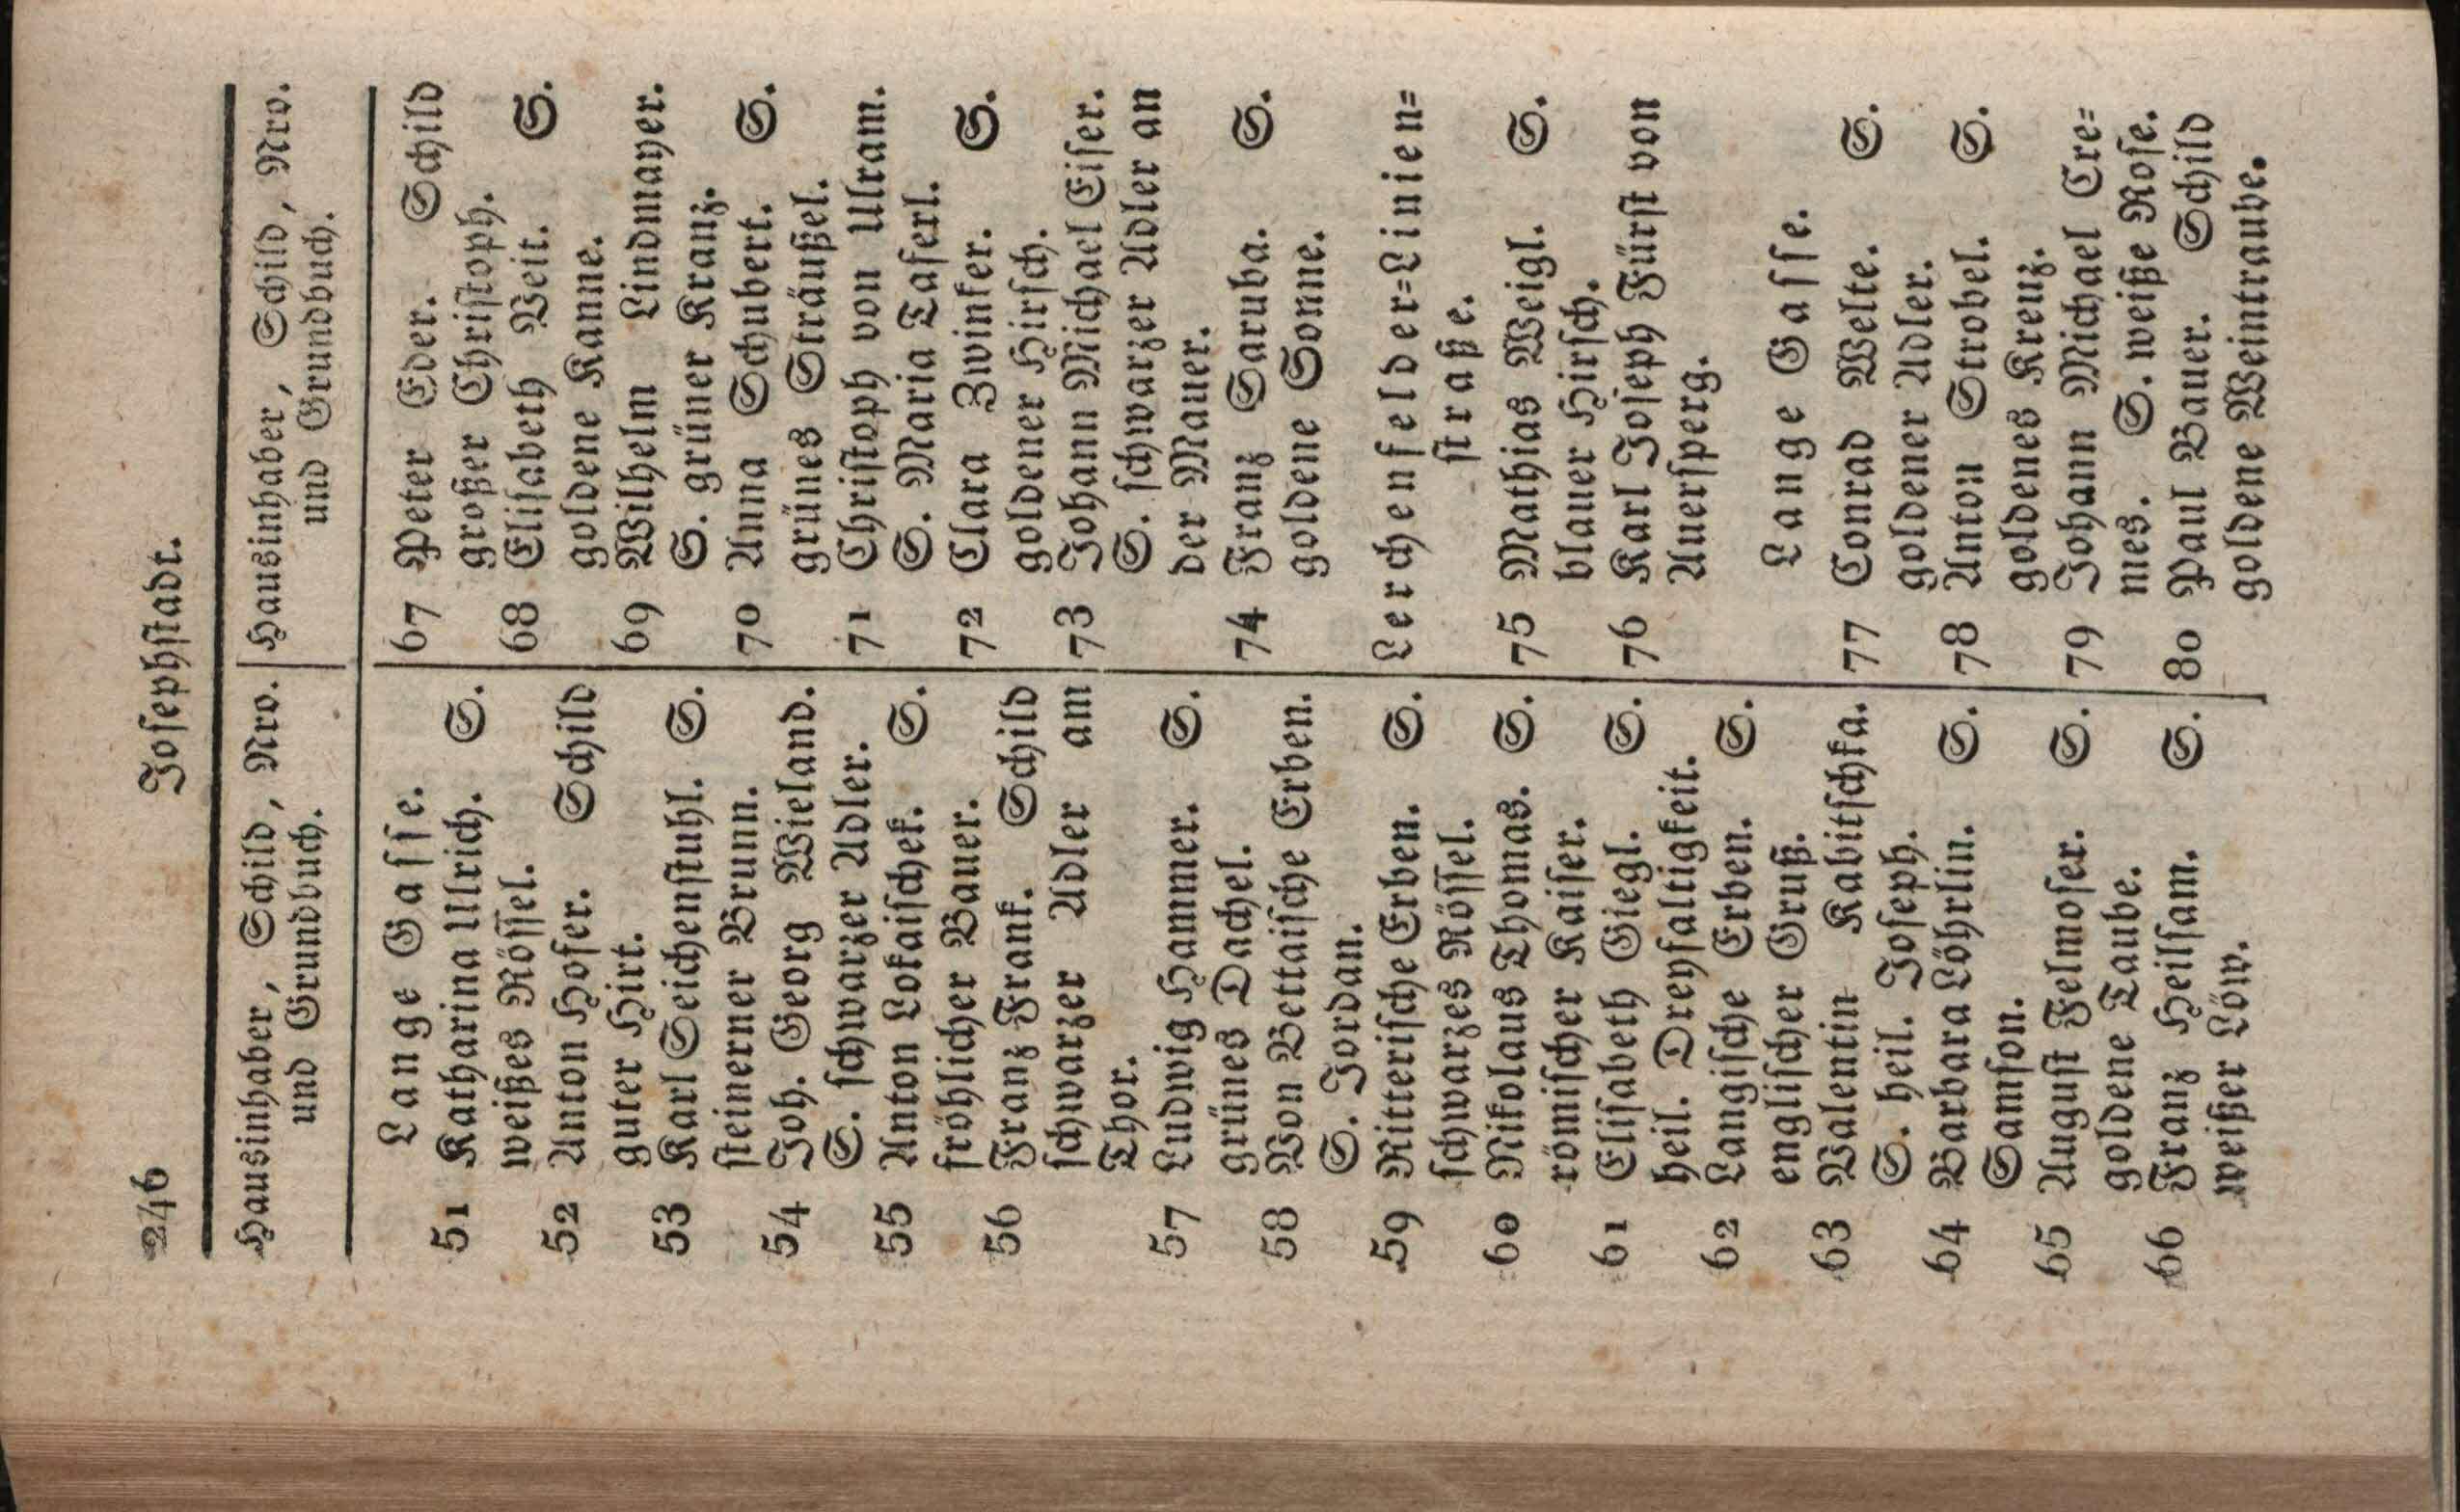 246
Josephstadt.
Hausinhaber, Schild, Nro.
und Grundbuch.
Lange Gasse.
51 Katharina Ullrich. S.
weißes Rössel.
52 Anton Hofer. Schild
guter Hirt.
53 Karl Seichenstuhl. S.
steinerner Brunn.
54 Joh. Georg Wieland.
S. schwarzer Adler.
55 Anton Lokaischek. S.
fröhlicher Bauer.
56 Franz Frank. Schild
schwarzer Adler am
Thor.
57 Ludwig Hammer. S.
grünes Dachel.
58 Von Bettaische Erben.
S. Jordan.
59 Ritterische Erben. S.
schwarzes Rössel.
60 Nikolaus Thomas. S.
römischer Kaiser.
61 Elisabeth Giegl. S.
heil. Dreyfaltigkeit.
62 Langische Erben. S.
englischer Gruß.
63 Valentin Kabitschka.
S. heil. Joseph.
64 Barbara Löhrlin. S.
Samson.
65 August Felmoser. S.
goldene Taube.
66 Franz Heilsam. S.
weißer Löw.
Hausinhaber, Schild, Nro.
und Grundbuch.
67 Peter Eder. Schild
großer Christoph.
68 Elisabeth Veit. S.
goldene Kanne.
69 Wilhelm Lindmayer.
S. grüner Kranz.
70 Anna Schubert. S.
grünes Sträußel.
71 Christoph von Ulram.
S. Maria Taferl.
72 Clara Zwinker. S.
goldener Hirsch.
73 Johann Michael Eiser.
S. schwarzer Adler an
der Mauer.
74 Franz Saruba. S.
goldene Sonne.
Lerchenfelder-Linien-
straße.
75 Mathias Weigl. S.
blauer Hirsch.
76 Karl Joseph Fürst von
Auersperg.
Lange Gasse.
77 Conrad Welte. S.
goldener Adler.
78 Anton Strobel. S.
goldenes Kreuz.
79 Johann Michael Cre-
mes. S. weiße Rose.
80 Paul Bauer. Schild
goldene Weintraube.